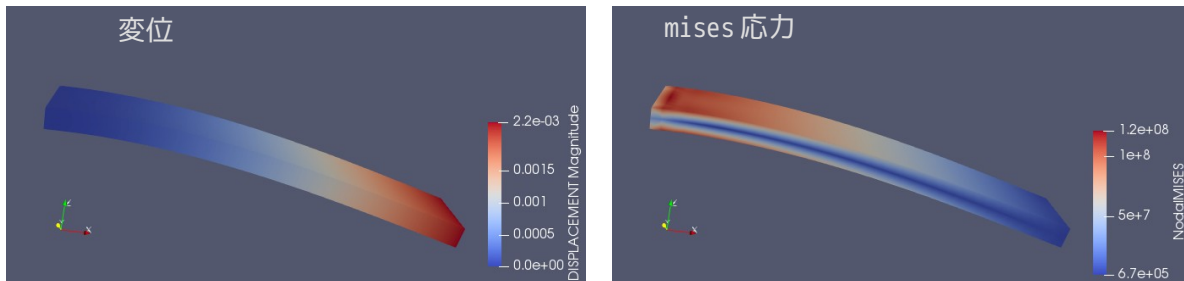 変位
2.2e-03
0.0015
0.001
0.0005
0.0e+00
DISPLACEMENT Magnitude
X
mises 応力
1.2e+08
1e+8
5e+7
6.7e+05
NodalMISES
X